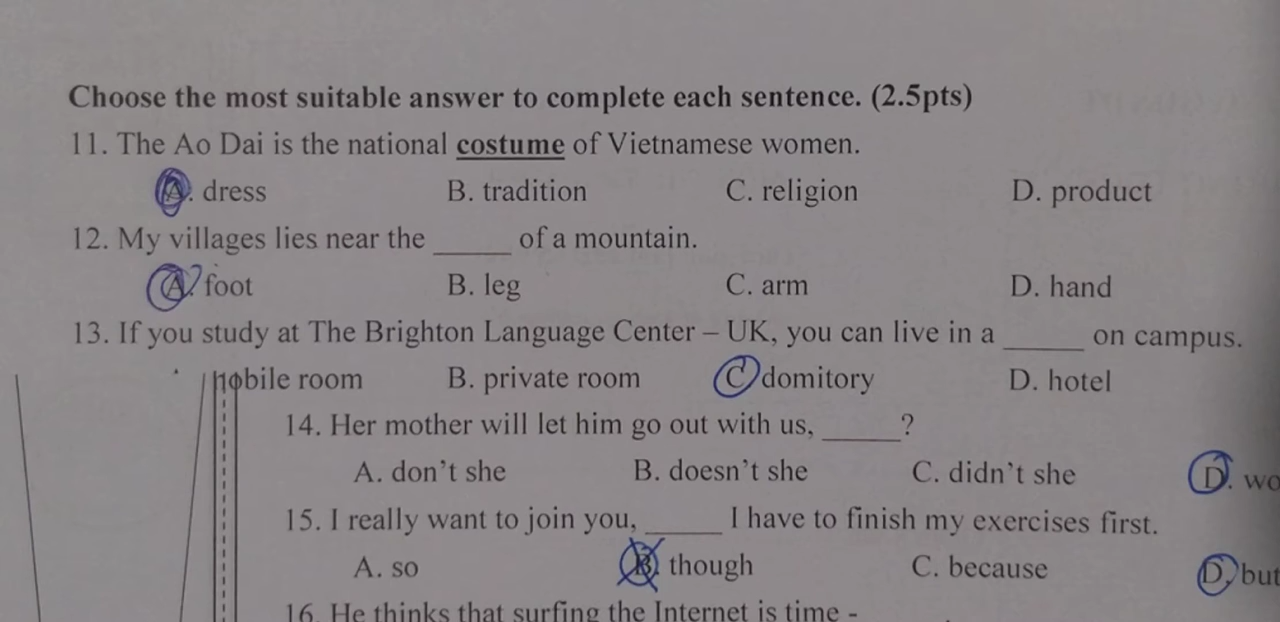 Choose the most suitable answer to complete each sentence. (2.5pts)
11. The Ao Dai is the national costume of Vietnamese women.
A. dress B. tradition C. religion D. product
12. My villages lies near the _____ of a mountain.
A. foot B. leg C. arm D. hand
13. If you study at The Brighton Language Center – UK, you can live in a _____ on campus.
mobile room B. private room C domitory D. hotel
14. Her mother will let him go out with us, _____?
A. don't she B. doesn't she C. didn't she D. wo
15. I really want to join you, _____ I have to finish my exercises first.
A. so B. though C. because D. but
16. He thinks that surfing the Internet is time -